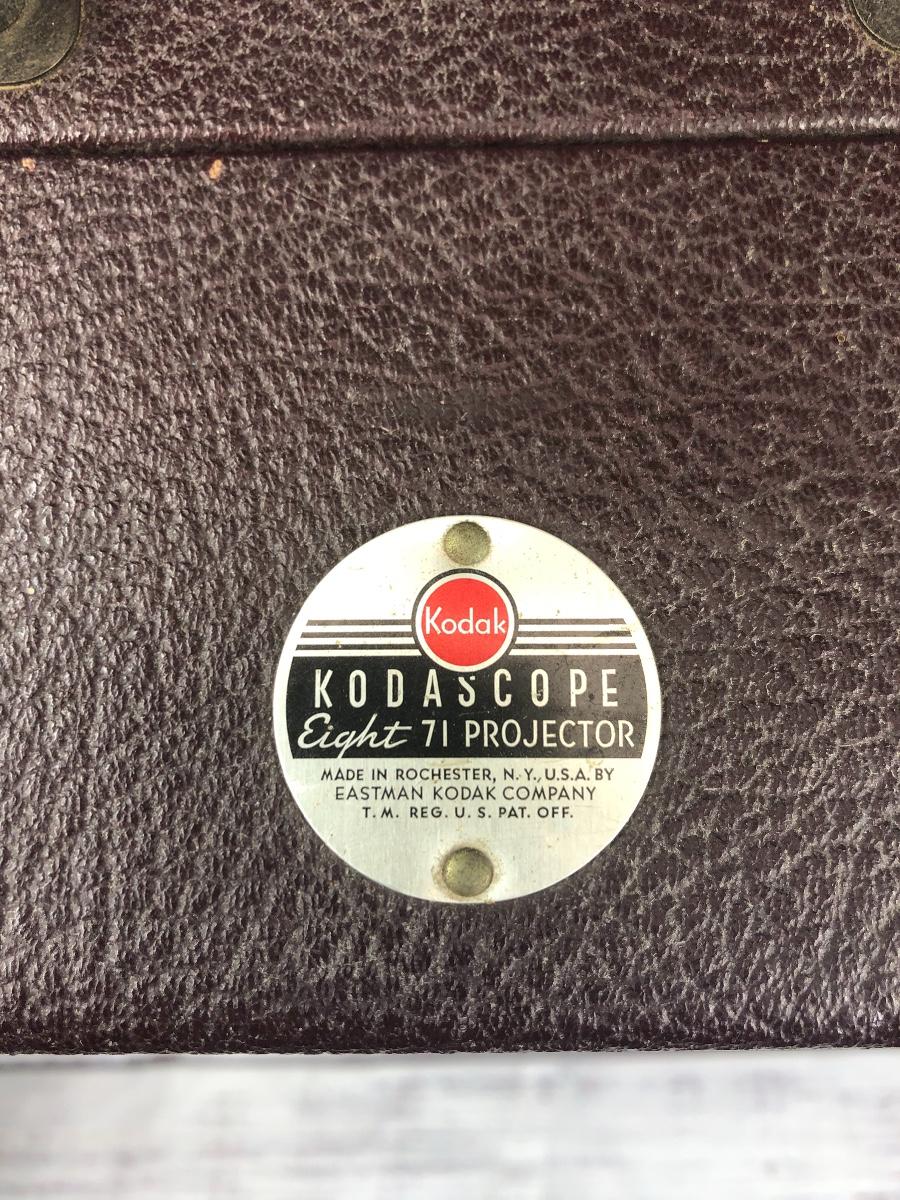 Kodak
KODASCOPE
Eight 71 PROJECTOR
MADE IN ROCHESTER, N.Y., U.S.A. BY
EASTMAN KODAK COMPANY
T.M. REG. U.S. PAT. OFF.